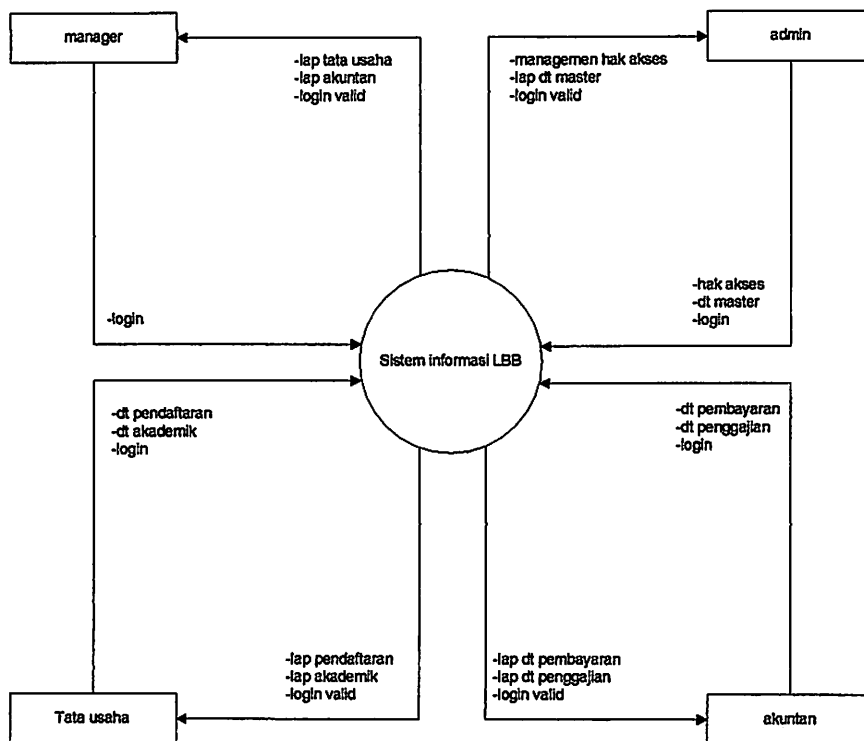 manager
admin
-lap tata usaha
-lap akuntan
-login valid
-managemen hak akses
-lap dt master
-login valid
-login
-hak akses
-dt master
-login
Sistem informasi LBB
-dt pendaftaran
-dt akademik
-login
-dt pembayaran
-dt penggajian
-login
-lap pendaftaran
-lap akademik
-login valid
-lap dt pembayaran
-lap dt penggajian
-login valid
Tata usaha
akuntan